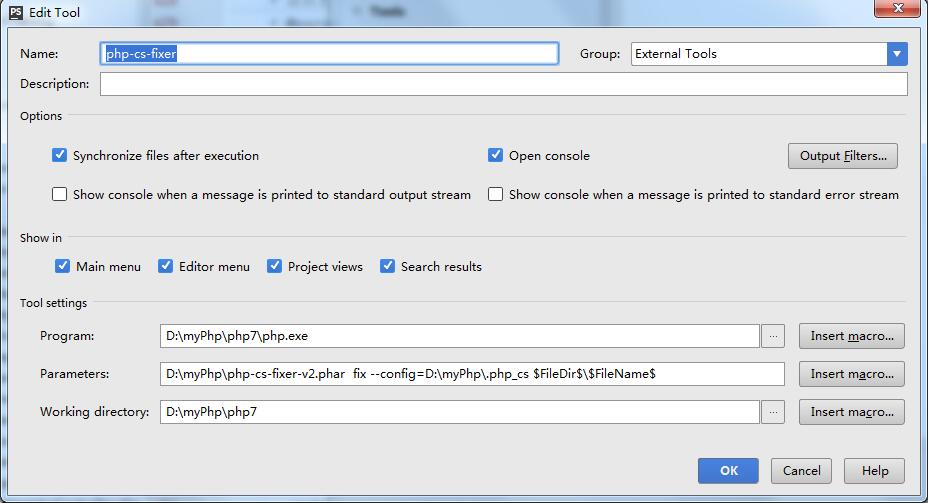 PS Edit Tool
Name: php-cs-fixer Group: External Tools
Description:
Options
Synchronize files after execution Open console Output Filters...
Show console when a message is printed to standard output stream Show console when a message is printed to standard error stream
Show in
Main menu Editor menu Project views Search results
Tool settings
Program: D:\myPhp\php7\php.exe ... Insert macro...
Parameters: D:\myPhp\php-cs-fixer-v2.phar  fix --config=D:\myPhp\.php_cs $FileDir$\$FileName$ Insert macro...
Working directory: D:\myPhp\php7 ... Insert macro...
OK Cancel Help